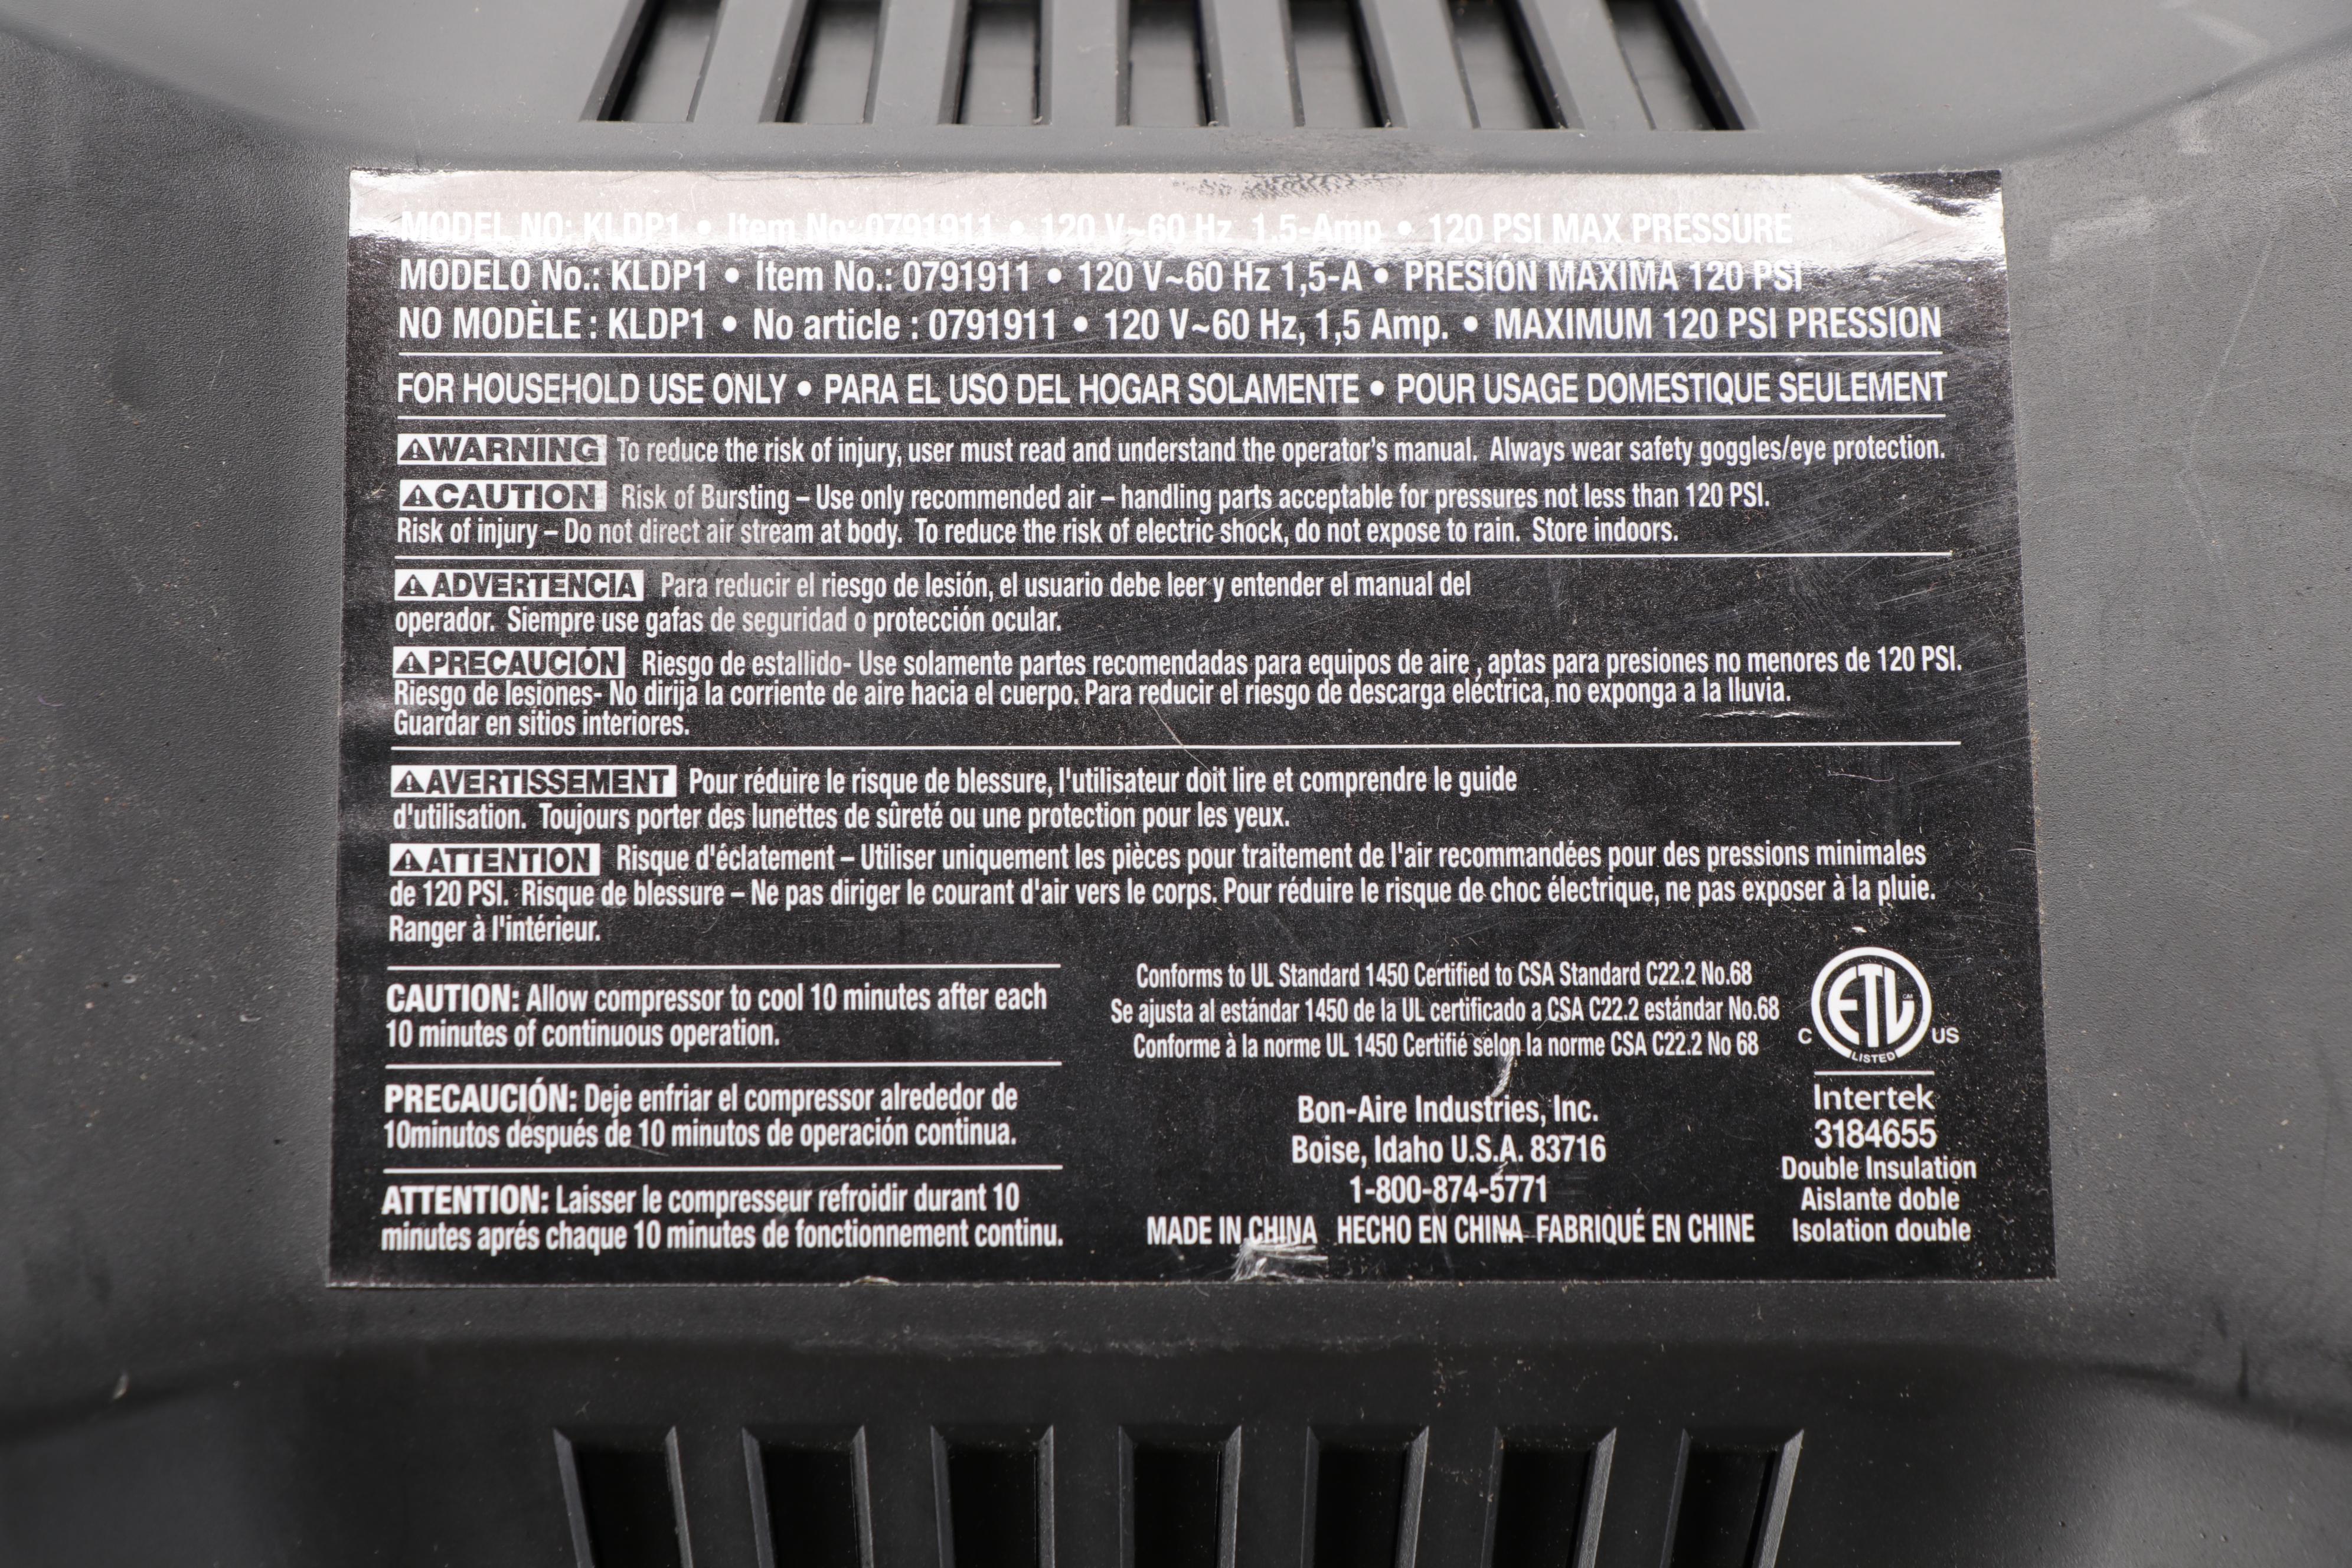 MODEL NO: KLDP1 • Item No: 0791911 • 120 V~60 Hz 1.5-Amp • 120 PSI MAX PRESSURE
MODELO No.: KLDP1 • Ítem No.: 0791911 • 120 V~60 Hz 1,5-A • PRESIÓN MAXIMA 120 PSI
NO MODÈLE : KLDP1 • No article : 0791911 • 120 V~60 Hz, 1,5 Amp. • MAXIMUM 120 PSI PRESSION
FOR HOUSEHOLD USE ONLY • PARA EL USO DEL HOGAR SOLAMENTE • POUR USAGE DOMESTIQUE SEULEMENT
⚠WARNING To reduce the risk of injury, user must read and understand the operator's manual. Always wear safety goggles/eye protection.
⚠CAUTION Risk of Bursting – Use only recommended air – handling parts acceptable for pressures not less than 120 PSI.
Risk of injury – Do not direct air stream at body. To reduce the risk of electric shock, do not expose to rain. Store indoors.
⚠ADVERTENCIA Para reducir el riesgo de lesión, el usuario debe leer y entender el manual del
operador. Siempre use gafas de seguridad o protección ocular.
⚠PRECAUCIÓN Riesgo de estallido- Use solamente partes recomendadas para equipos de aire , aptas para presiones no menores de 120 PSI.
Riesgo de lesiones- No dirija la corriente de aire hacia el cuerpo. Para reducir el riesgo de descarga eléctrica, no exponga a la lluvia.
Guardar en sitios interiores.
⚠AVERTISSEMENT Pour réduire le risque de blessure, l'utilisateur doit lire et comprendre le guide
d'utilisation. Toujours porter des lunettes de sûreté ou une protection pour les yeux.
⚠ATTENTION Risque d'éclatement – Utiliser uniquement les pièces pour traitement de l'air recommandées pour des pressions minimales
de 120 PSI. Risque de blessure – Ne pas diriger le courant d'air vers le corps. Pour réduire le risque de choc électrique, ne pas exposer à la pluie.
Ranger à l'intérieur.
CAUTION: Allow compressor to cool 10 minutes after each
10 minutes of continuous operation.
PRECAUCIÓN: Deje enfriar el compresor alrededor de
10minutos después de 10 minutos de operación continua.
ATTENTION: Laisser le compresseur refroidir durant 10
minutes aprés chaque 10 minutes de fonctionnement continu.
Conforms to UL Standard 1450 Certified to CSA Standard C22.2 No.68
Se ajusta al estándar 1450 de la UL certificado a CSA C22.2 estándar No.68
Conforme à la norme UL 1450 Certifié selon la norme CSA C22.2 No 68
Bon-Aire Industries, Inc.
Boise, Idaho U.S.A. 83716
1-800-874-5771
MADE IN CHINA HECHO EN CHINA FABRIQUÉ EN CHINE
ETL
C LISTED US
Intertek
3184655
Double Insulation
Aislante doble
Isolation double